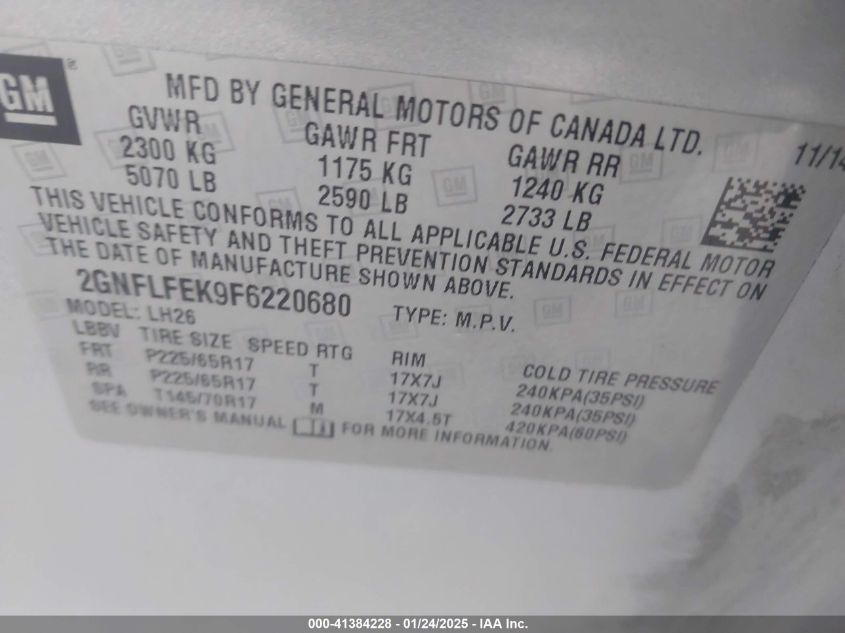 GM ®
MFD BY GENERAL MOTORS OF CANADA LTD.
GVWR GAWR FRT GAWR RR 11/14
2300 KG 1175 KG 1240 KG
5070 LB 2590 LB 2733 LB
THIS VEHICLE CONFORMS TO ALL APPLICABLE U.S. FEDERAL MOTOR
VEHICLE SAFETY AND THEFT PREVENTION STANDARDS IN EFFECT ON
THE DATE OF MANUFACTURE SHOWN ABOVE.
2GNFLFEK9F6220680 TYPE: M.P.V.
MODEL: LH26
LBBV TIRE SIZE SPEED RTG RIM COLD TIRE PRESSURE
FRT P225/65R17 T 17X7J 240KPA(35PSI)
RR P225/65R17 T 17X7J 240KPA(35PSI)
SPA T145/70R17 M 17X4.5T 420KPA(60PSI)
SEE OWNER'S MANUAL FOR MORE INFORMATION.
000-41384228 - 01/24/2025 - IAA Inc.